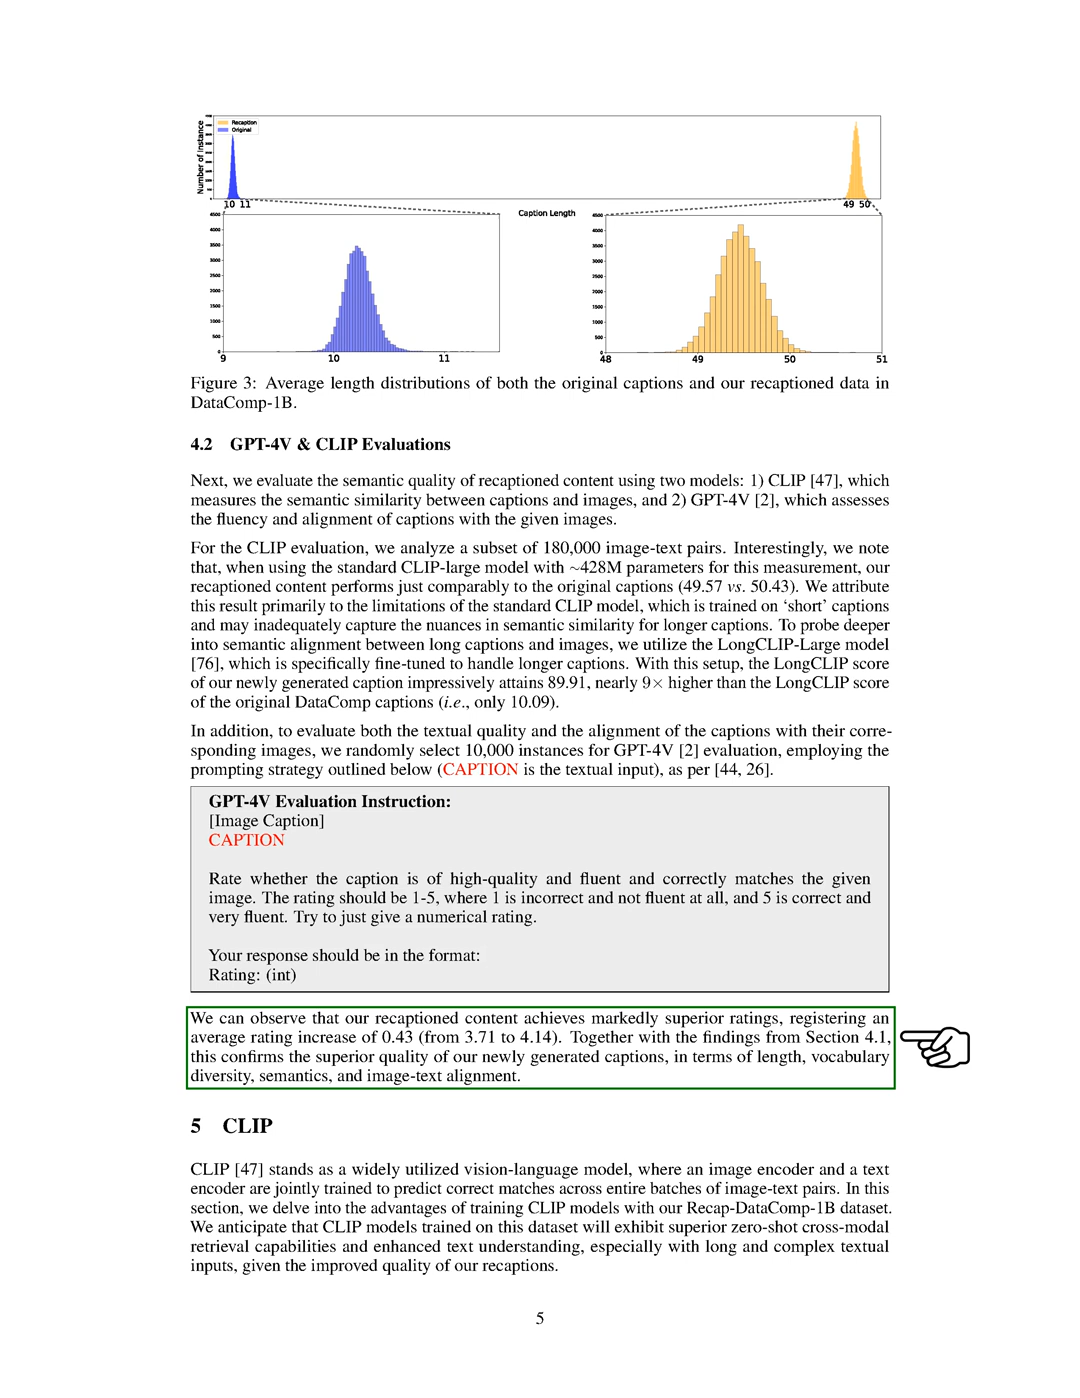 Recaption
Original
Number of Instance
10 11
49 50
Caption Length
4500
4000
3500
3000
2500
2000
1500
1000
500
0
9 10 11
4500
4000
3500
3000
2500
2000
1500
1000
500
0
48 49 50 51
Figure 3: Average length distributions of both the original captions and our recaptioned data in
DataComp-1B.
4.2 GPT-4V & CLIP Evaluations
Next, we evaluate the semantic quality of recaptioned content using two models: 1) CLIP [47], which
measures the semantic similarity between captions and images, and 2) GPT-4V [2], which assesses
the fluency and alignment of captions with the given images.
For the CLIP evaluation, we analyze a subset of 180,000 image-text pairs. Interestingly, we note
that, when using the standard CLIP-large model with ~428M parameters for this measurement, our
recaptioned content performs just comparably to the original captions (49.57 vs. 50.43). We attribute
this result primarily to the limitations of the standard CLIP model, which is trained on ‘short’ captions
and may inadequately capture the nuances in semantic similarity for longer captions. To probe deeper
into semantic alignment between long captions and images, we utilize the LongCLIP-Large model
[76], which is specifically fine-tuned to handle longer captions. With this setup, the LongCLIP score
of our newly generated caption impressively attains 89.91, nearly 9× higher than the LongCLIP score
of the original DataComp captions (i.e., only 10.09).
In addition, to evaluate both the textual quality and the alignment of the captions with their corre-
sponding images, we randomly select 10,000 instances for GPT-4V [2] evaluation, employing the
prompting strategy outlined below (CAPTION is the textual input), as per [44, 26].
GPT-4V Evaluation Instruction:
[Image Caption]
CAPTION
Rate whether the caption is of high-quality and fluent and correctly matches the given
image. The rating should be 1-5, where 1 is incorrect and not fluent at all, and 5 is correct and
very fluent. Try to just give a numerical rating.
Your response should be in the format:
Rating: (int)
We can observe that our recaptioned content achieves markedly superior ratings, registering an
average rating increase of 0.43 (from 3.71 to 4.14). Together with the findings from Section 4.1,
this confirms the superior quality of our newly generated captions, in terms of length, vocabulary
diversity, semantics, and image-text alignment.
5 CLIP
CLIP [47] stands as a widely utilized vision-language model, where an image encoder and a text
encoder are jointly trained to predict correct matches across entire batches of image-text pairs. In this
section, we delve into the advantages of training CLIP models with our Recap-DataComp-1B dataset.
We anticipate that CLIP models trained on this dataset will exhibit superior zero-shot cross-modal
retrieval capabilities and enhanced text understanding, especially with long and complex textual
inputs, given the improved quality of our recaptions.
5